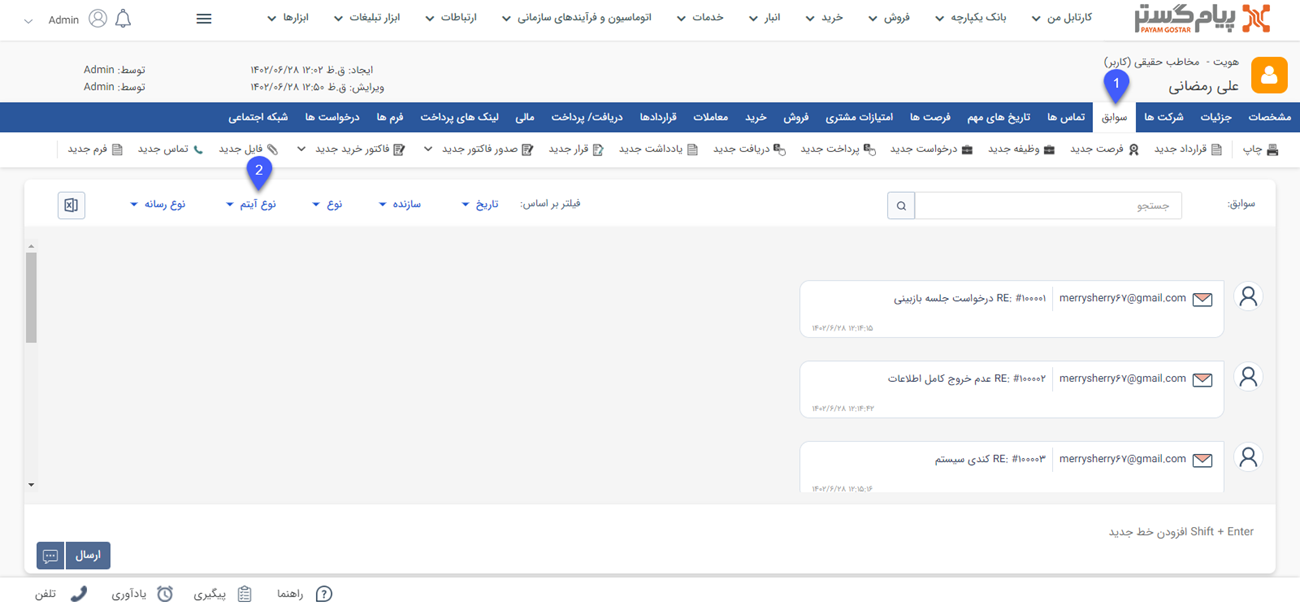 پیام گستر
PAYAM GOSTAR
کارتابل من بانک یکپارچه فروش خرید انبار خدمات ارتباطات اتوماسیون و فرآیندهای سازمانی ابزار تبلیغات ابزارها Admin
هویت - مخاطب حقیقی (کاربر)
علی رمضانی
ایجاد: ق.ظ ۱۲:۰۲ ۱۴۰۲/۰۶/۲۸ توسط: Admin
ویرایش: ق.ظ ۱۲:۵۰ ۱۴۰۲/۰۶/۲۸ توسط: Admin
1
مشخصات جزئیات شرکت ها سوابق تماس ها تاریخ های مهم فرصت ها امتیازات مشتری فروش خرید معاملات قراردادها دریافت/ پرداخت مالی لینک های پرداخت فرم ها درخواست ها شبکه اجتماعی
چاپ قرارداد جدید فرصت جدید وظیفه جدید درخواست جدید پرداخت جدید دریافت جدید یادداشت جدید قرار جدید صدور فاکتور جدید فاکتور خرید جدید فایل جدید تماس جدید فرم جدید
2
سوابق: جستجو فیلتر بر اساس: تاریخ سازنده نوع نوع آیتم نوع رسانه
merrysherry۶۷@gmail.com RE: #۱۰۰۰۰۱ درخواست جلسه بازبینی
۱۴۰۲/۶/۲۸ ۱۲:۱۴:۱۵
merrysherry۶۷@gmail.com RE: #۱۰۰۰۰۲ عدم خروج کامل اطلاعات
۱۴۰۲/۶/۲۸ ۱۲:۱۴:۴۲
merrysherry۶۷@gmail.com RE: #۱۰۰۰۰۳ کندی سیستم
۱۴۰۲/۶/۲۸ ۱۲:۱۵:۱۶
Shift + Enter افزودن خط جدید
ارسال
راهنما پیگیری یادآوری تلفن